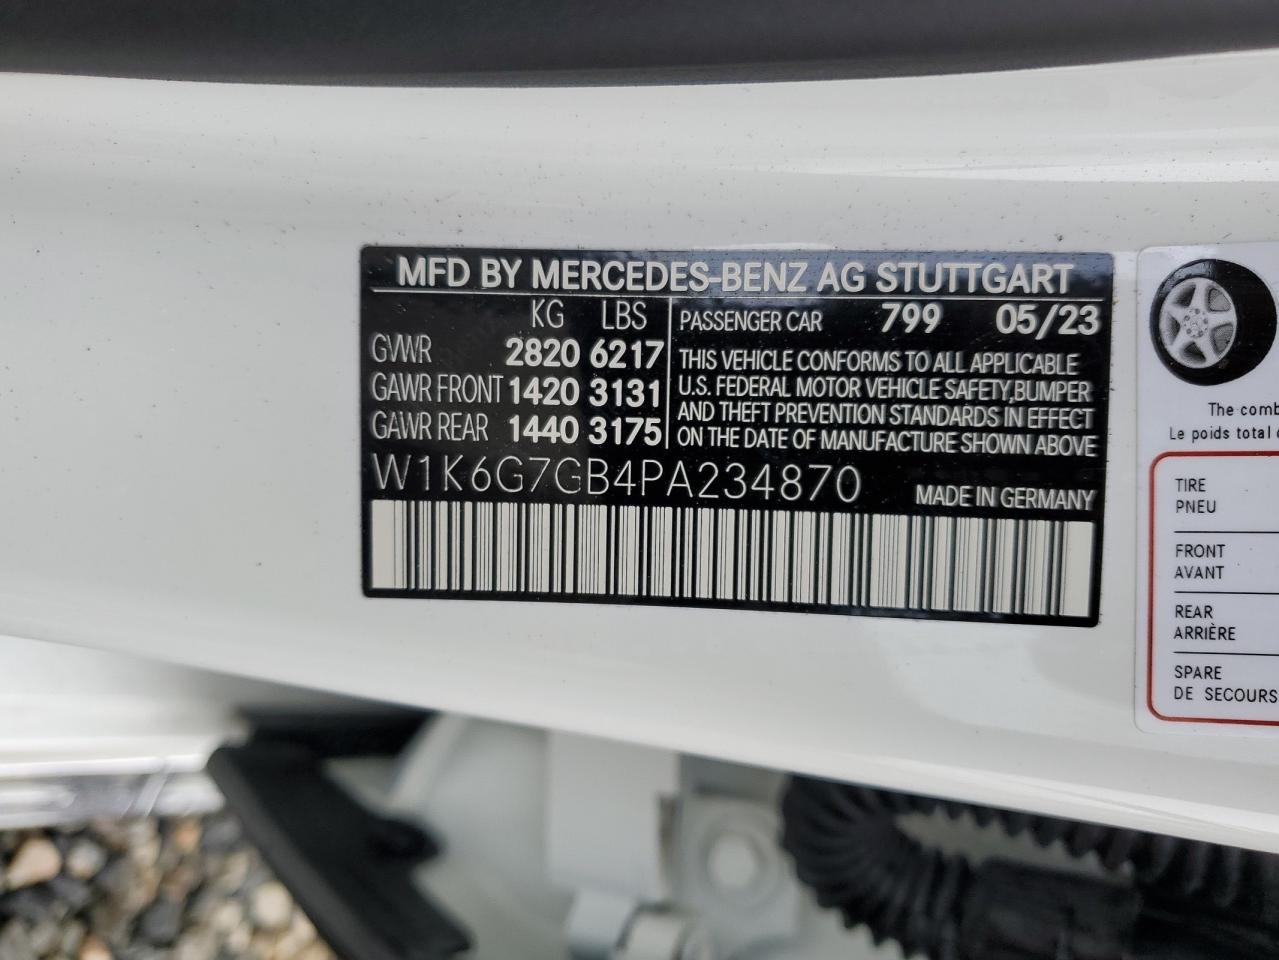 MFD BY MERCEDES-BENZ AG STUTTGART
KG LBS
GVWR 2820 6217
GAWR FRONT 1420 3131
GAWR REAR 1440 3175
PASSENGER CAR 799 05/23
THIS VEHICLE CONFORMS TO ALL APPLICABLE
U.S. FEDERAL MOTOR VEHICLE SAFETY, BUMPER
AND THEFT PREVENTION STANDARDS IN EFFECT
ON THE DATE OF MANUFACTURE SHOWN ABOVE
W1K6G7GB4PA234870
MADE IN GERMANY
The
Le poids total
TIRE
PNEU
FRONT
AVANT
REAR
ARRIÈRE
SPARE
DE SECOURS